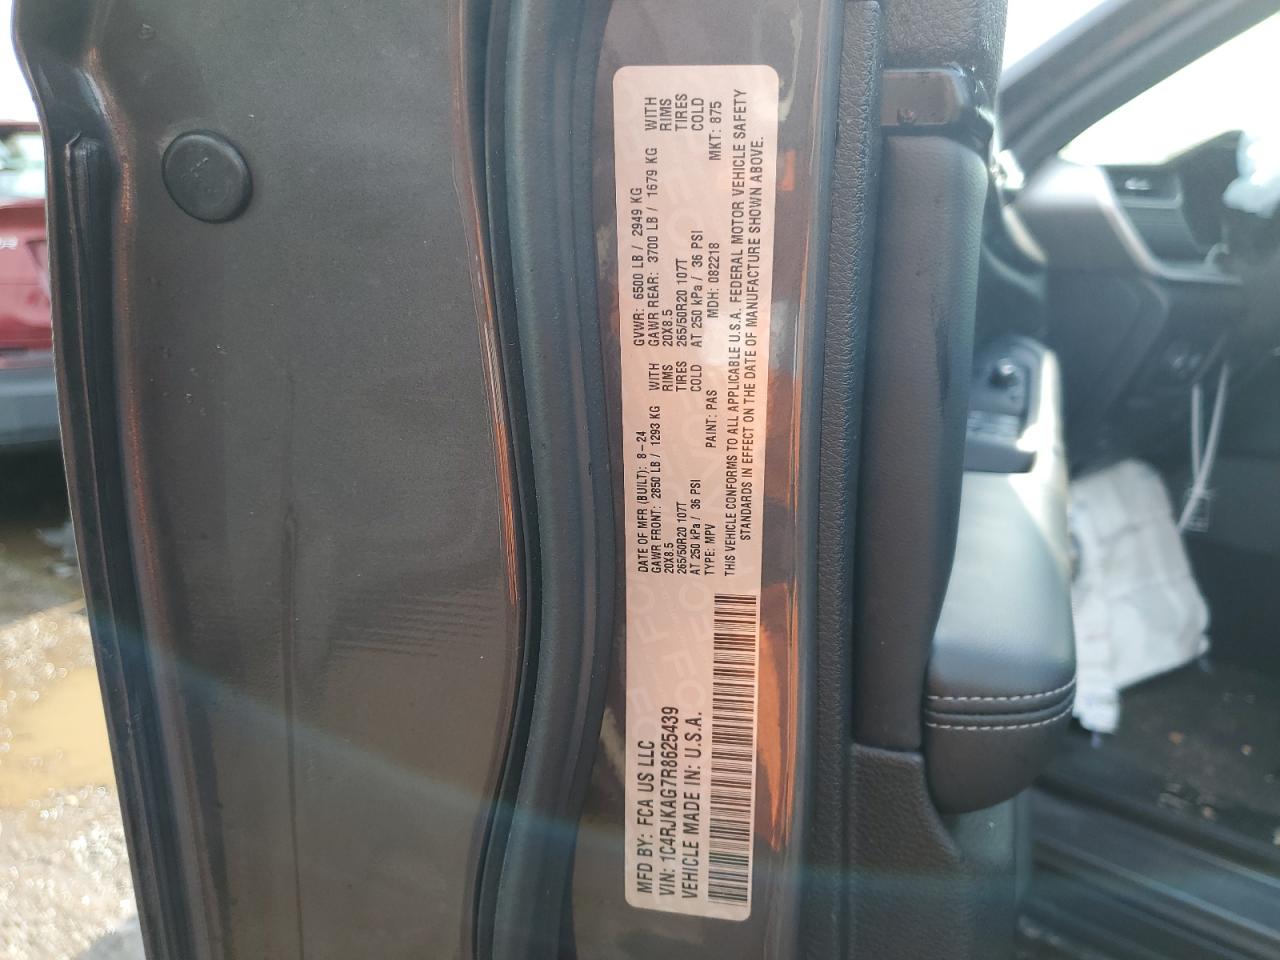 MFD BY: FCA US LLC
VIN: 1C4RJKAG7R8625439
VEHICLE MADE IN: U.S.A.
DATE OF MFR (BUILT): 8-24 GVWR: 6500 LB / 2949 KG
GAWR FRONT: 2850 LB / 1293 KG WITH GAWR REAR: 3700 LB / 1679 KG WITH
20X8.5 RIMS 20X8.5 RIMS
265/50R20 107T TIRES 265/50R20 107T TIRES
AT 250 kPa / 36 PSI COLD AT 250 kPa / 36 PSI COLD
TYPE: MPV PAINT: PAS MDH: 082218 MKT: 875
THIS VEHICLE CONFORMS TO ALL APPLICABLE U.S.A. FEDERAL MOTOR VEHICLE SAFETY
STANDARDS IN EFFECT ON THE DATE OF MANUFACTURE SHOWN ABOVE.